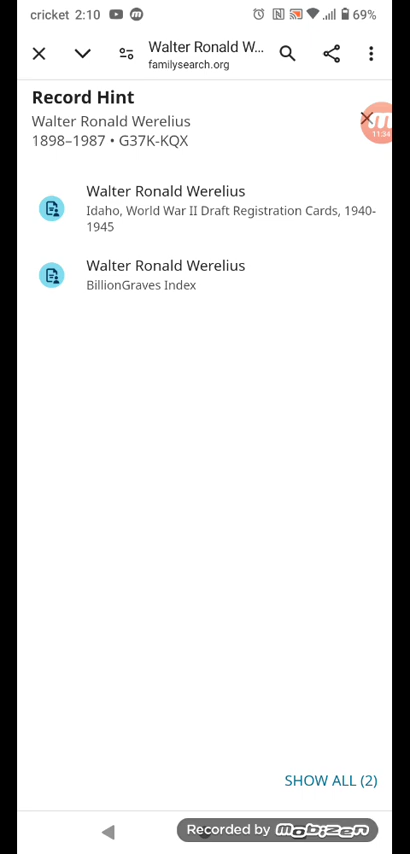 cricket 2:10 69%
Walter Ronald W...
familysearch.org
Record Hint
Walter Ronald Werelius
1898–1987 • G37K-KQX
11:34
Walter Ronald Werelius
Idaho, World War II Draft Registration Cards, 1940-
1945
Walter Ronald Werelius
BillionGraves Index
SHOW ALL (2)
Recorded by mobizen